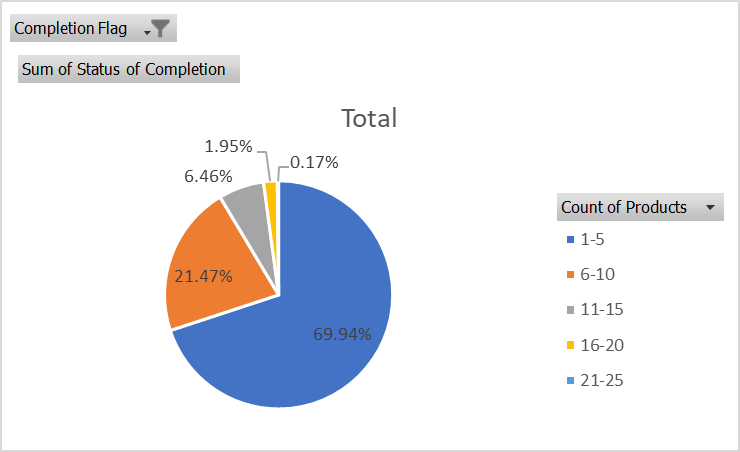 Completion Flag
Sum of Status of Completion
Total
1.95%
0.17%
6.46%
21.47%
69.94%
Count of Products
1-5
6-10
11-15
16-20
21-25